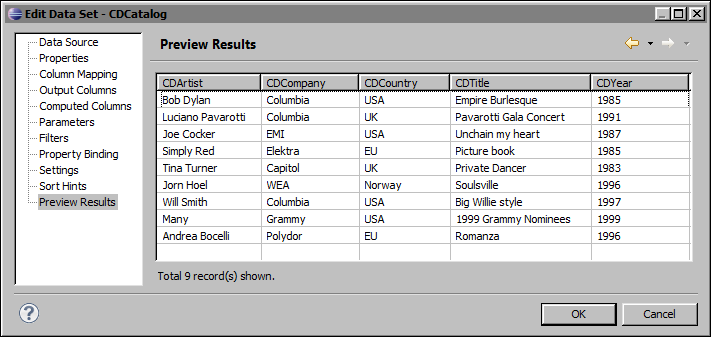 Edit Data Set - CDCatalog
Data Source
Properties
Column Mapping
Output Columns
Computed Columns
Parameters
Filters
Property Binding
Settings
Sort Hints
Preview Results
Preview Results
CDArtist CDCompany CDCountry CDTitle CDYear
Bob Dylan Columbia USA Empire Burlesque 1985
Luciano Pavarotti Columbia UK Pavarotti Gala Concert 1991
Joe Cocker EMI USA Unchain my heart 1987
Simply Red Elektra EU Picture book 1985
Tina Turner Capitol UK Private Dancer 1983
Jorn Hoel WEA Norway Soulsville 1996
Will Smith Columbia USA Big Willie style 1997
Many Grammy USA 1999 Grammy Nominees 1999
Andrea Bocelli Polydor EU Romanza 1996
Total 9 record(s) shown.
?
OK Cancel